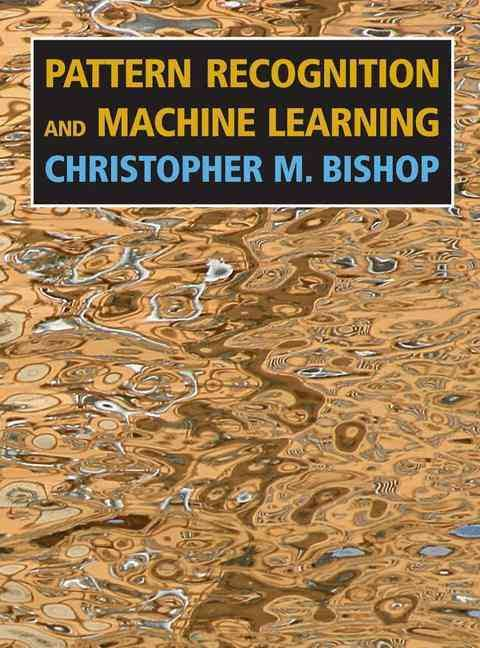 PATTERN RECOGNITION
AND MACHINE LEARNING
CHRISTOPHER M. BISHOP